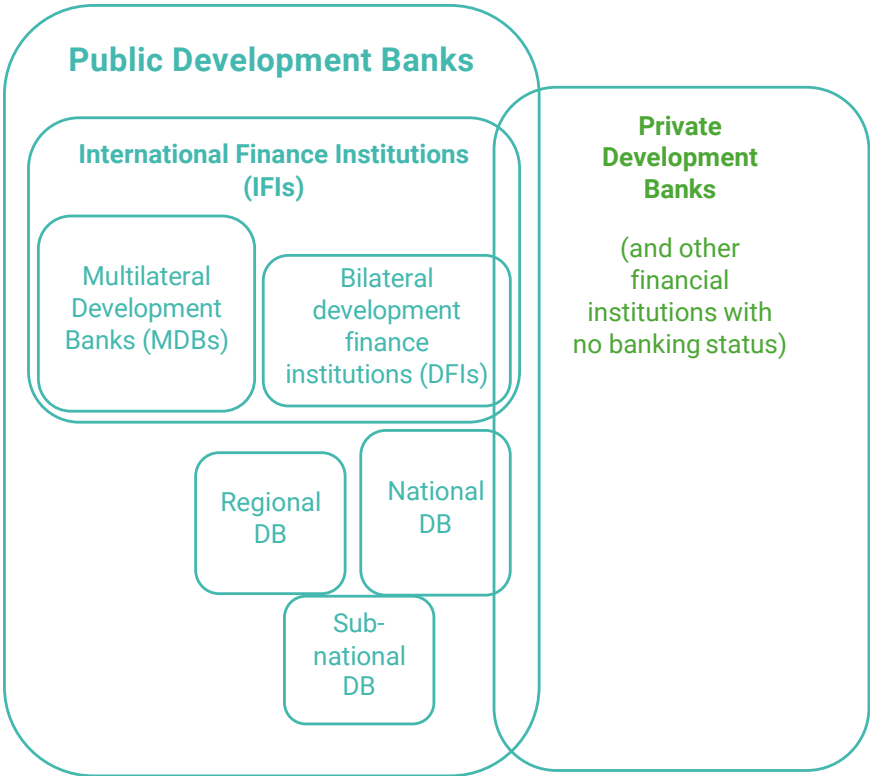 Public Development Banks
International Finance Institutions
(IFIs)
Multilateral
Development
Banks (MDBs)
Bilateral
development
finance
institutions (DFIs)
Private
Development
Banks
(and other
financial
institutions with
no banking status)
Regional
DB
National
DB
Sub-
national
DB